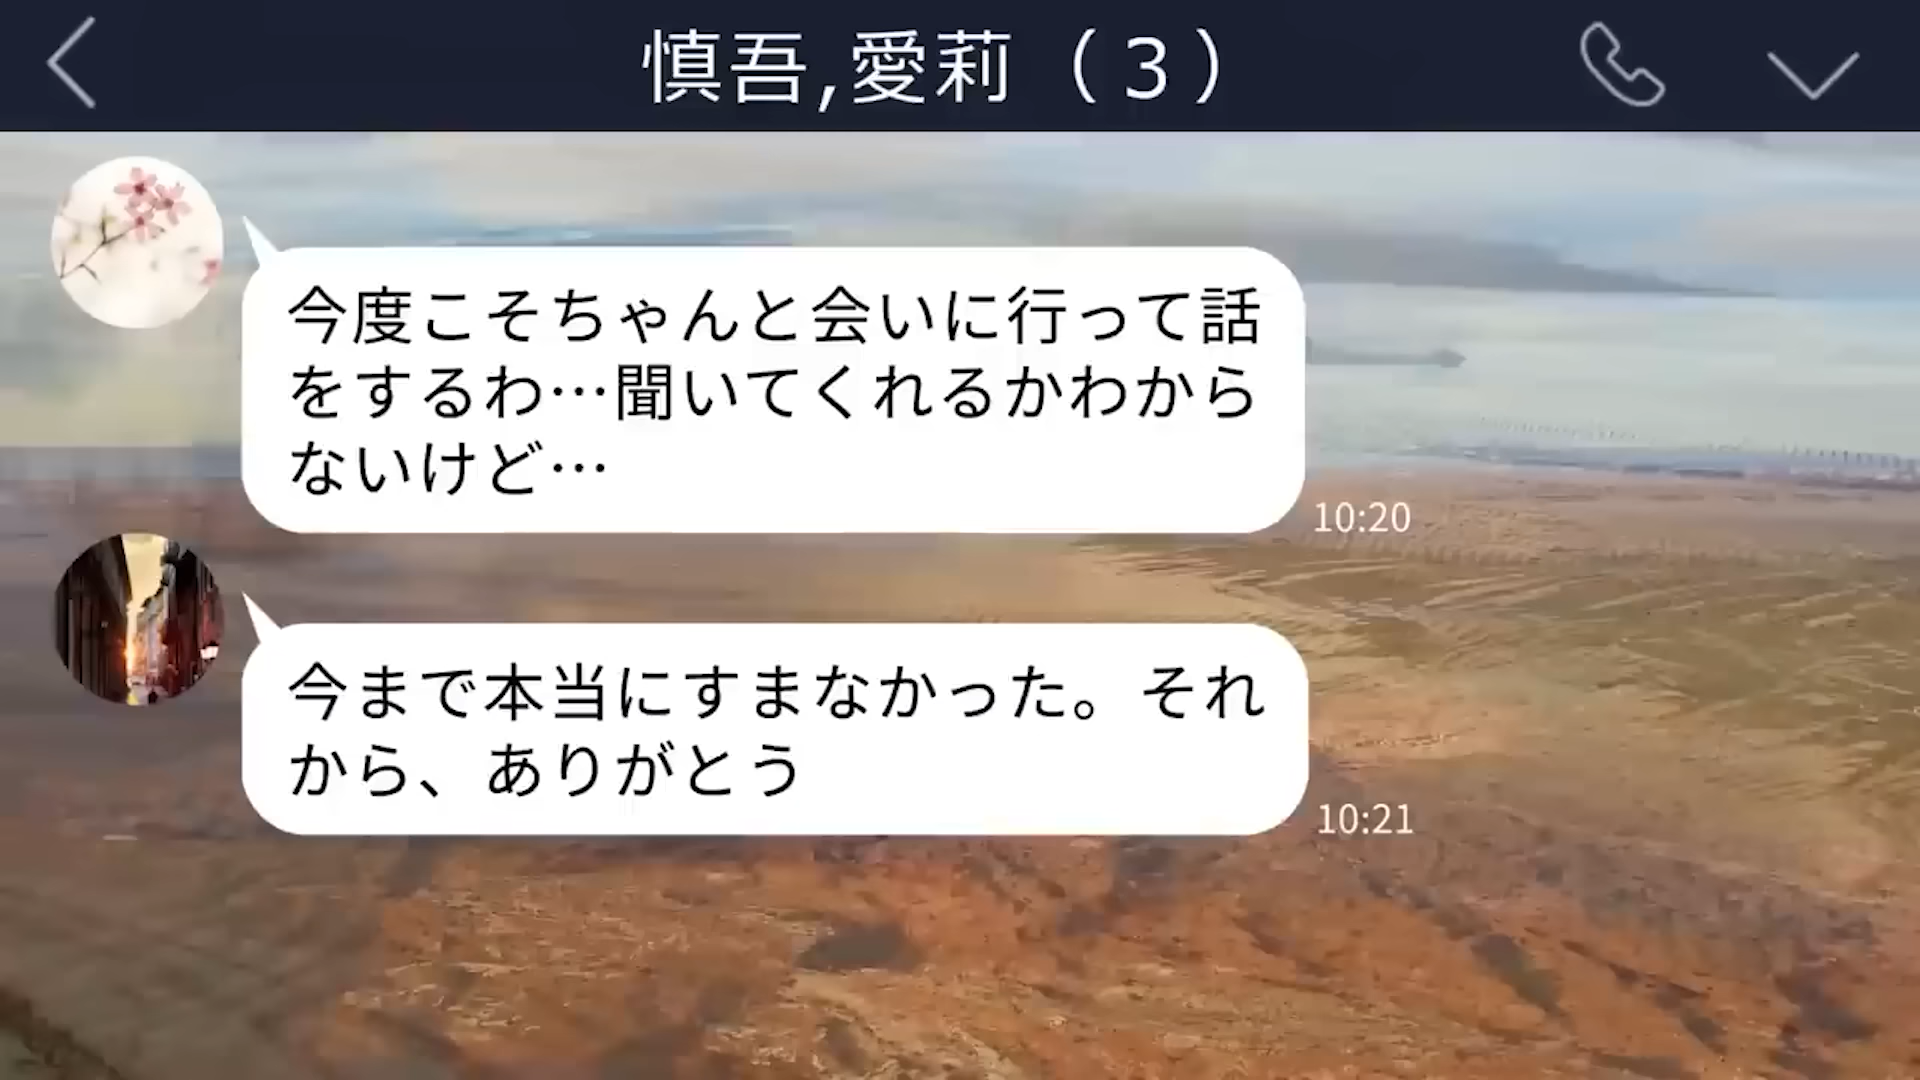 慎吾,愛莉（3）
今度こそちゃんと会いに行って話
をするわ…聞いてくれるかわから
ないけど…
10:20
今まで本当にすまなかった。それ
から、ありがとう
10:21